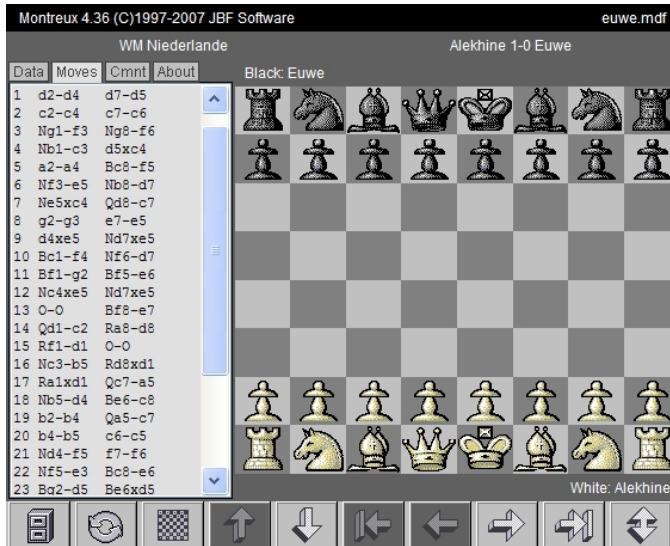 Montreux 4.36 (C)1997-2007 JBF Software euwe.mdf
WM Niederlande Alekhine 1-0 Euwe
Data Moves Cmnt About Black: Euwe
1 d2-d4 d7-d5
2 c2-c4 c7-c6
3 Ng1-f3 Ng8-f6
4 Nb1-c3 d5xc4
5 a2-a4 Bc8-f5
6 Nf3-e5 Nb8-d7
7 Ne5xc4 Qd8-c7
8 g2-g3 e7-e5
9 d4xe5 Nd7xe5
10 Bc1-f4 Nf6-d7
11 Bf1-g2 Bf5-e6
12 Nc4xe5 Nd7xe5
13 O-O Bf8-e7
14 Qd1-c2 Ra8-d8
15 Rf1-d1 O-O
16 Nc3-b5 Rd8xd1
17 Ra1xd1 Qc7-a5
18 Nb5-d4 Be6-c8
19 b2-b4 Qa5-c7
20 b4-b5 c6-c5
21 Nd4-f5 f7-f6
22 Nf5-e3 Bc8-e6
23 Bg2-d5 Be6xd5
White: Alekhine